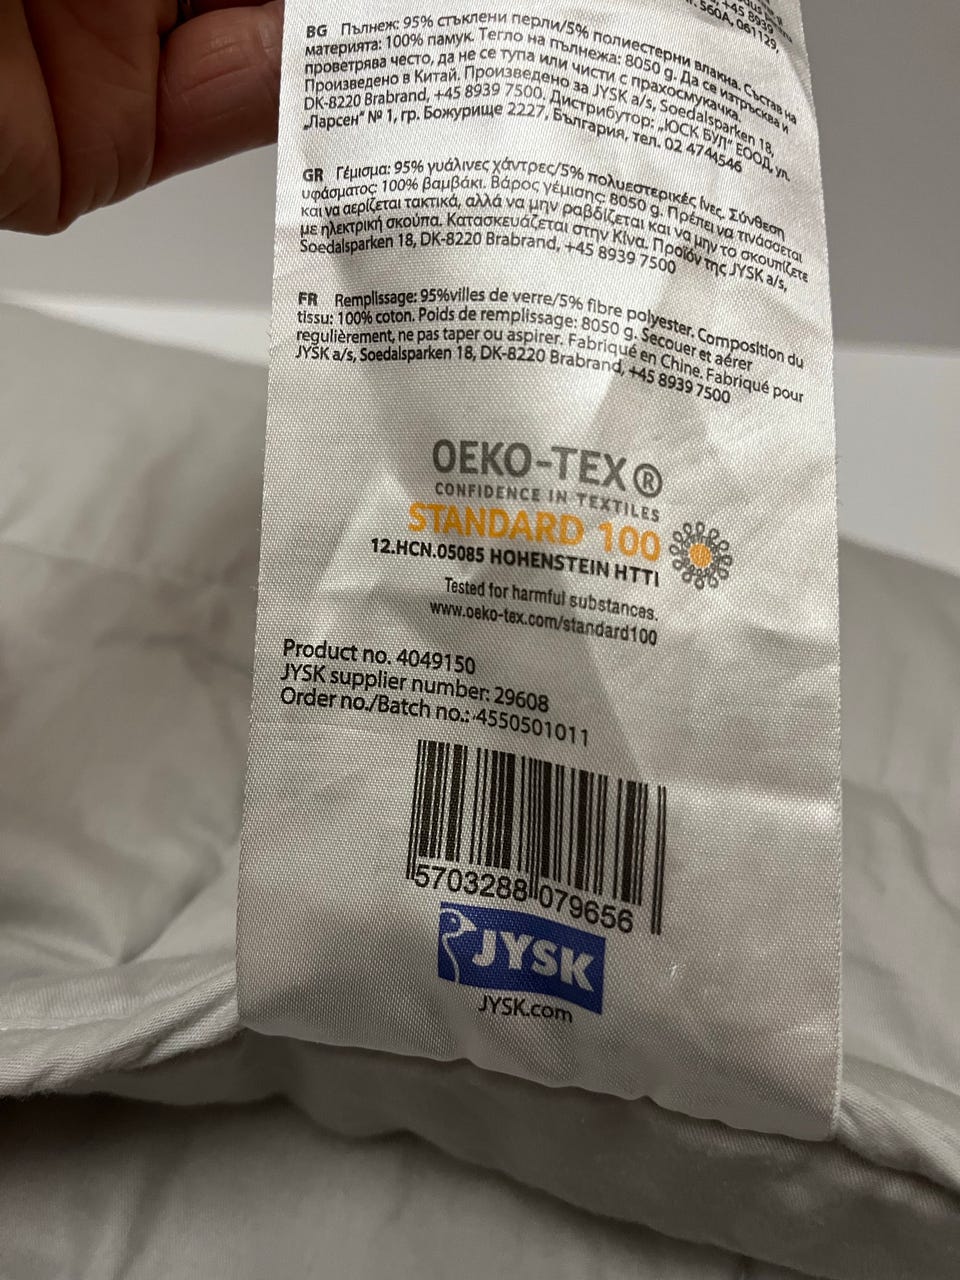 +45 8939
r. S60A, 061129,
BG Пълнеж: 95% стъклени перли/5% полиестерни влакна. Състав на
материята: 100% памук. Тегло на пълнежа: 8050 g. Да се изтърсква и
проветрява често, да не се тупа или чисти с прахосмукачка.
Произведено в Китай. Произведено за JYSK a/s, Soedalsparken 18,
DK-8220 Brabrand, +45 8939 7500. Дистрибутор: „ЮСК БУЛ" ЕООД, ул.
„Ларсен" № 1, гр. Божурище 2227, България, тел. 02 4744546
GR Γέμισμα: 95% γυάλινες χάντρες/5% πολυεστερικές ίνες. Σύνθεση
υφάσματος: 100% βαμβάκι. Βάρος γέμισης: 8050 g. Πρέπει να τινάσσεται
και να αερίζεται τακτικά, αλλά να μην ραβδίζεται και να μην το σκουπίζετε
με ηλεκτρική σκούπα. Κατασκευάζεται στην Κίνα. Προϊόν της JYSK a/s,
Soedalsparken 18, DK-8220 Brabrand, +45 8939 7500
FR Remplissage: 95%villes de verre/5% fibre polyester. Composition du
tissu: 100% coton. Poids de remplissage: 8050 g. Secouer et aérer
regulièrement, ne pas taper ou aspirer. Fabriqué en Chine. Fabriqué pour
JYSK a/s, Soedalsparken 18, DK-8220 Brabrand, +45 8939 7500
OEKO-TEX®
CONFIDENCE IN TEXTILES
STANDARD 100
12.HCN.05085 HOHENSTEIN HTTI
Tested for harmful substances.
www.oeko-tex.com/standard100
Product no. 4049150
JYSK supplier number: 29608
Order no./Batch no.: 4550501011
5703288079656
JYSK
JYSK.com